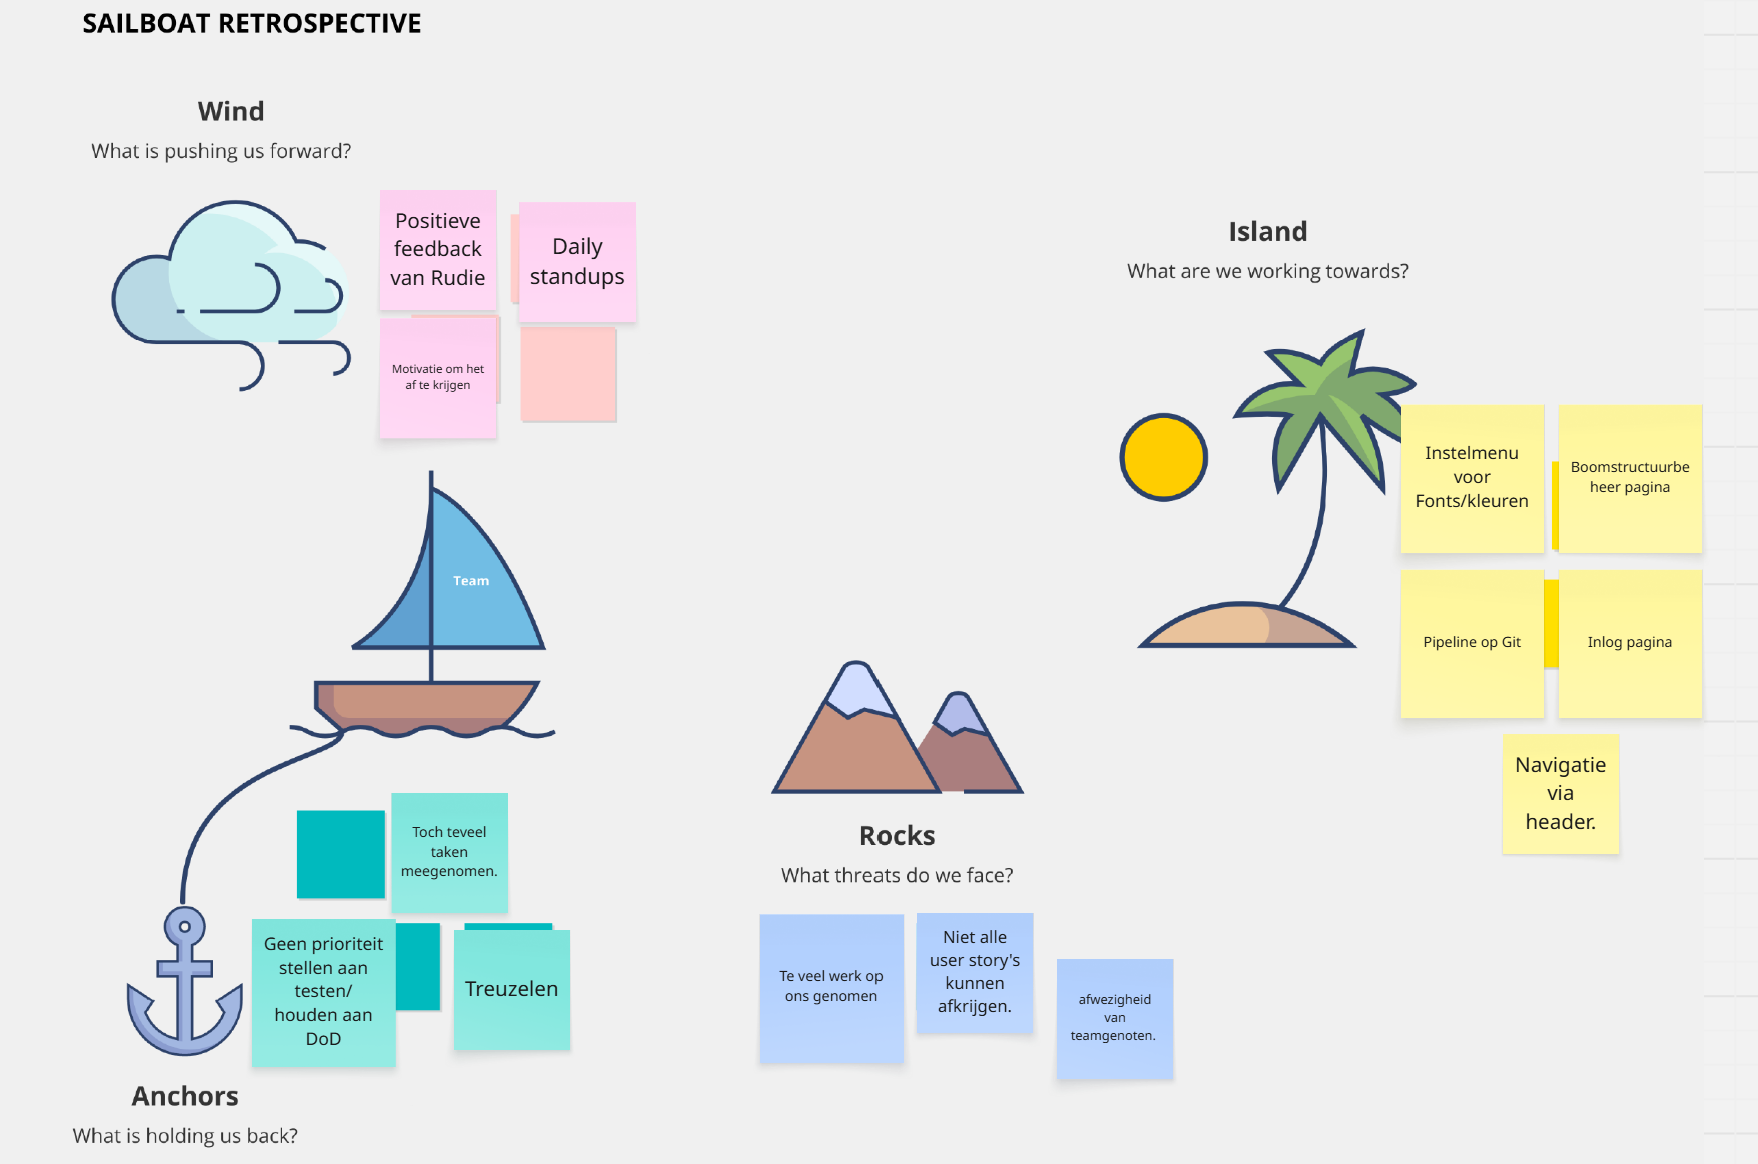 SAILBOAT RETROSPECTIVE
Wind
What is pushing us forward?
Positieve
feedback
van Rudie
Daily
standups
Motivatie om het
af te krijgen
Island
What are we working towards?
Instelmenu
voor
Fonts/kleuren
Boomstructuurbe
heer pagina
Pipeline op Git
Inlog pagina
Navigatie
via
header.
Team
Toch teveel
taken
meegenomen.
Geen prioriteit
stellen aan
testen/
houden aan
DoD
Treuzelen
Anchors
What is holding us back?
Rocks
What threats do we face?
Te veel werk op
ons genomen
Niet alle
user story's
kunnen
afkrijgen.
afwezigheid
van
teamgenoten.